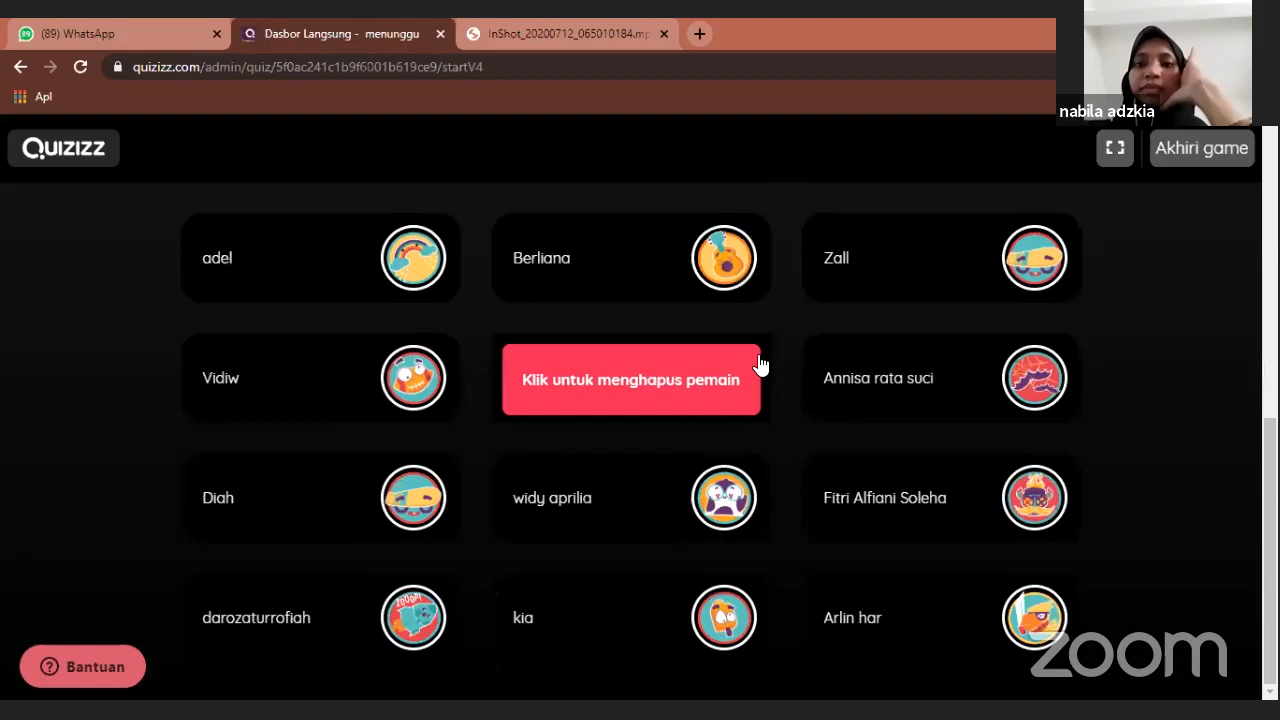 (89) WhatsApp
Dasbor Langsung - menunggu
InShot_20200712_065010184.mp
quizizz.com/admin/quiz/5f0ac241c1b9f6001b619ce9/startV4
Apl
nabila adzkia
QUIZIZZ
Akhiri game
adel
Berliana
Zall
Vidiw
Klik untuk menghapus pemain
Annisa rata suci
Diah
widy aprilia
Fitri Alfiani Soleha
darozaturrofiah
kia
Arlin har
Bantuan
zoom